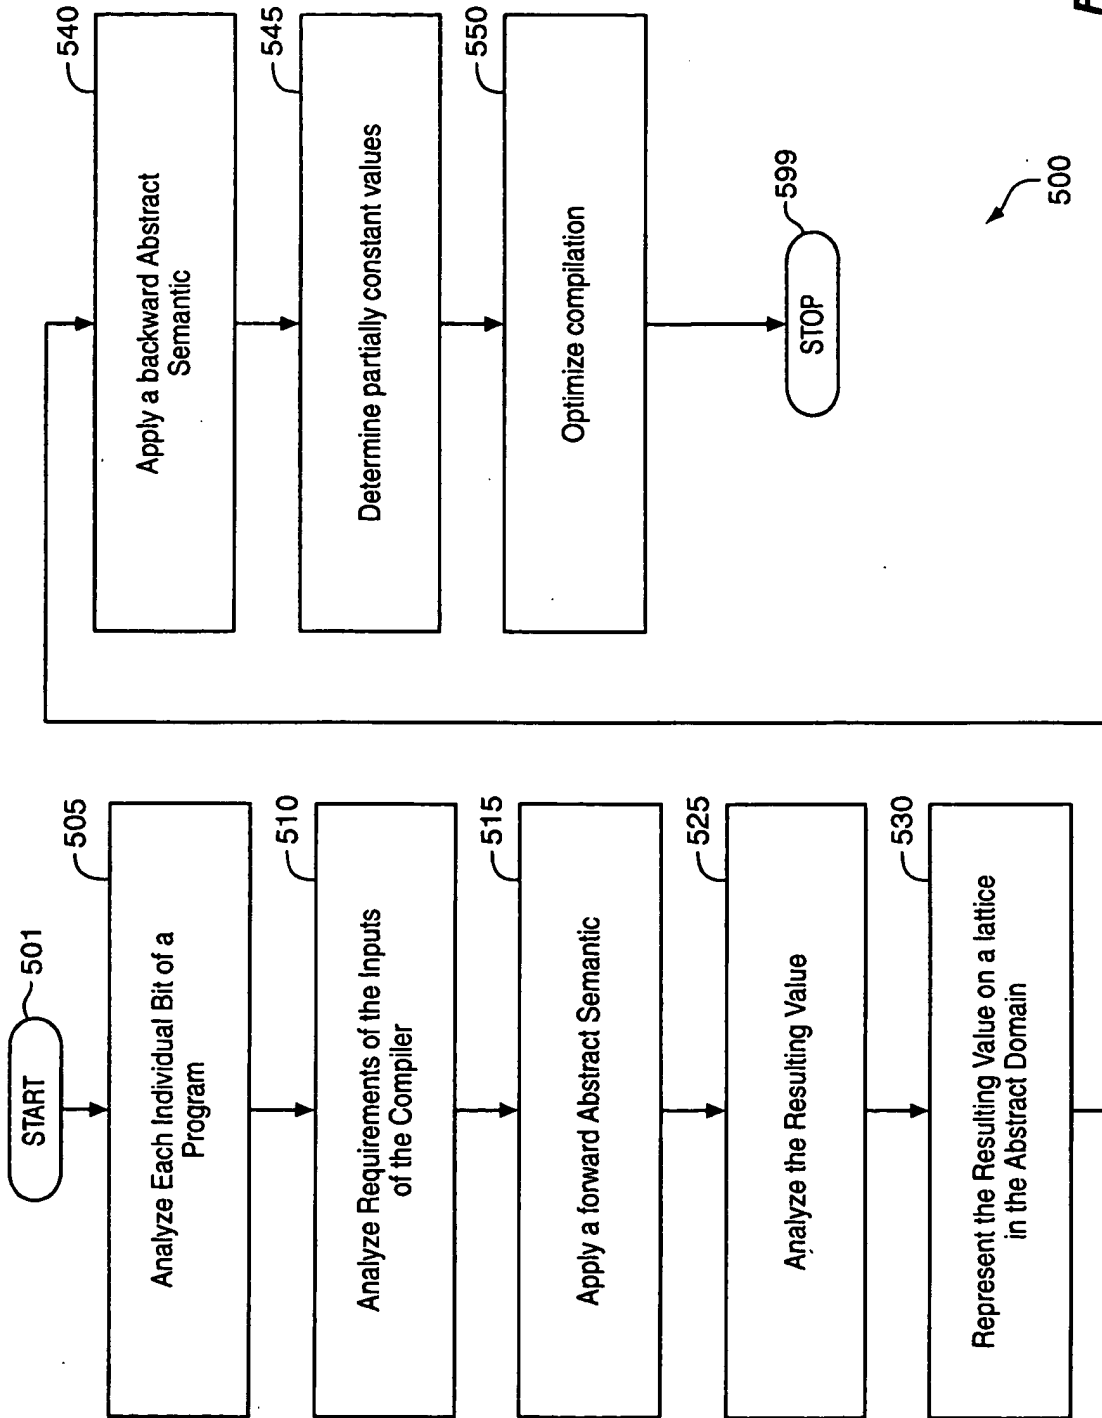 START
501
505
Analyze Each Individual Bit of a
Program
510
Analyze Requirements of the Inputs
of the Compiler
515
Apply a forward Abstract Semantic
525
Analyze the Resulting Value
530
Represent the Resulting Value on a lattice
in the Abstract Domain
540
Apply a backward Abstract
Semantic
545
Determine partially constant values
550
Optimize compilation
599
STOP
500